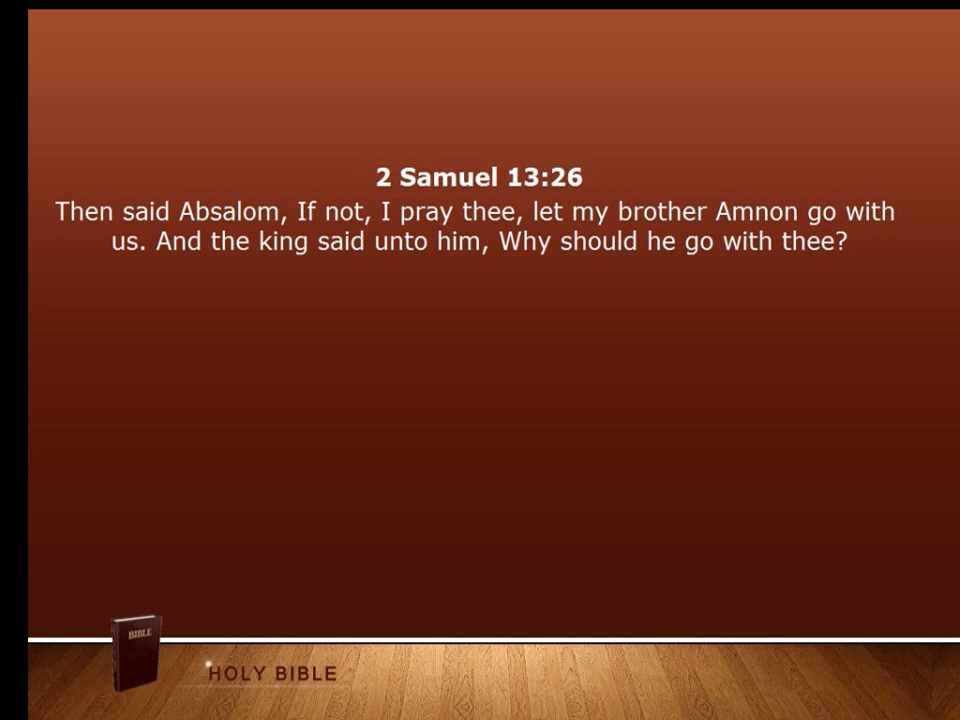 2 Samuel 13:26
Then said Absalom, If not, I pray thee, let my brother Amnon go with
us. And the king said unto him, Why should he go with thee?
BIBLE
HOLY BIBLE